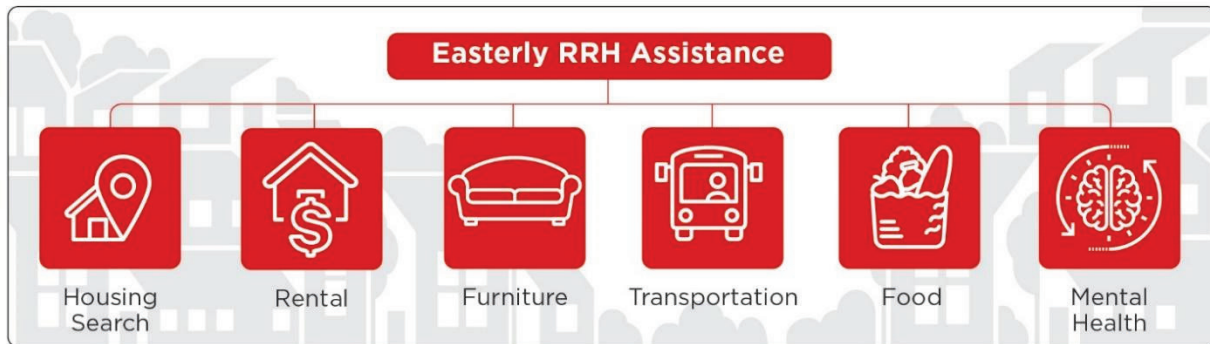 Easterly RRH Assistance
Housing
Search
Rental
Furniture
Transportation
Food
Mental
Health